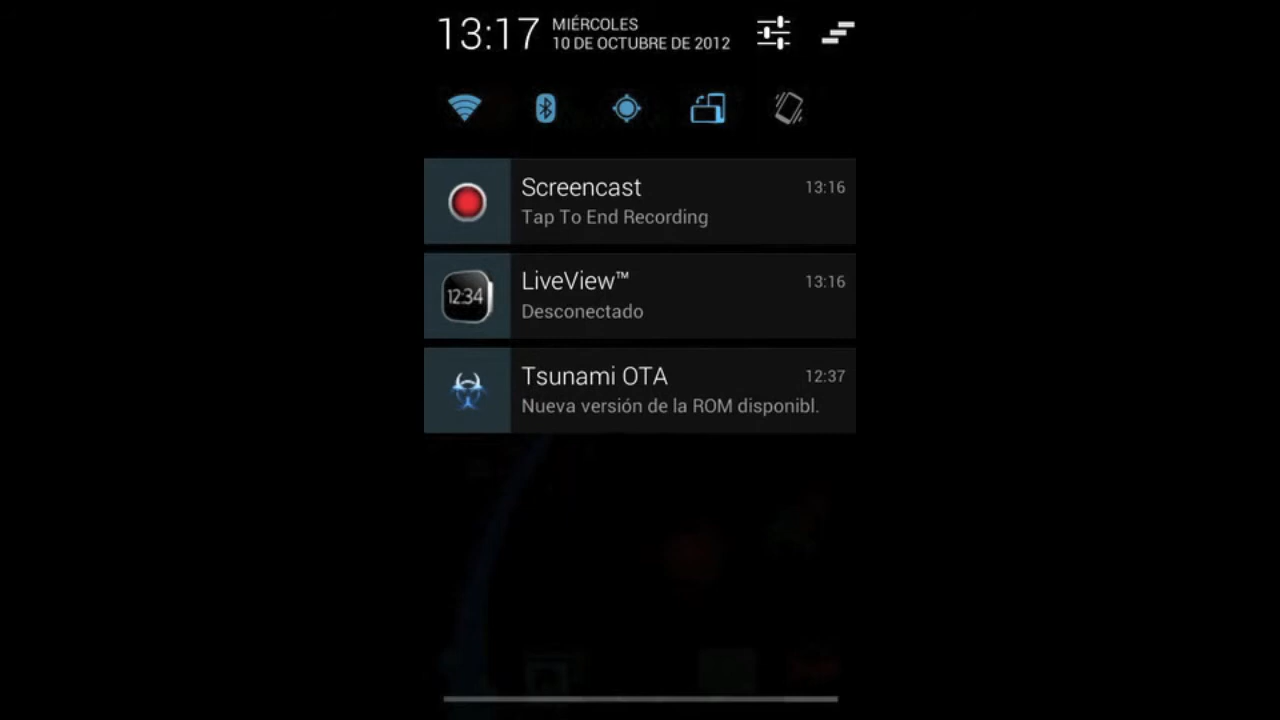 13:17
MIÉRCOLES
10 DE OCTUBRE DE 2012
Screencast
13:16
Tap To End Recording
12:34
LiveView™
13:16
Desconectado
Tsunami OTA
12:37
Nueva versión de la ROM disponibl.